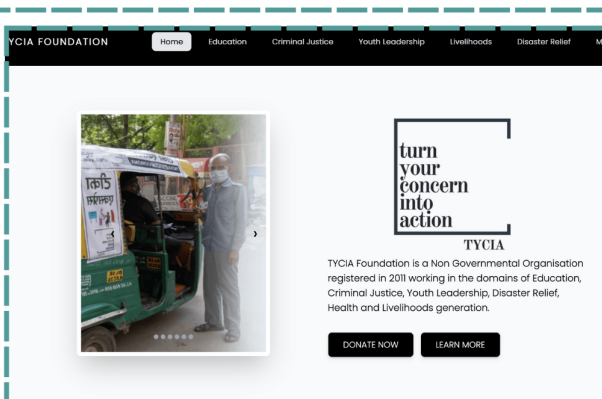 YCIA FOUNDATION
Home Education Criminal Justice Youth Leadership Livelihoods Disaster Relief M
टीका
एक्सप्रेस
turn
your
concern
into
action
TYCIA
TYCIA Foundation is a Non Governmental Organisation
registered in 2011 working in the domains of Education,
Criminal Justice, Youth Leadership, Disaster Relief,
Health and Livelihoods generation.
DONATE NOW LEARN MORE